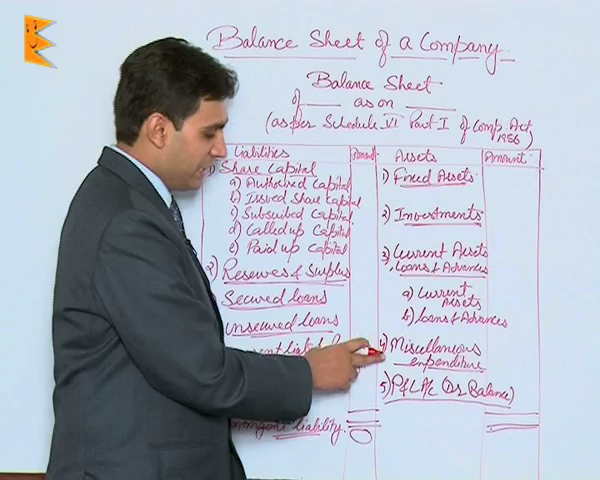 Balance Sheet of a Company.
Balance Sheet
of as on
(as per Schedule VI Part-I of Comp. Act,
1956)
Liabilities Assets Amount:
1) Share Capital
a) Authorised Capital
b) Issued Share Capital
c) Subscribed Capital
d) Called up Capital
e) Paid up Capital
2) Reserves & Surplus
Secured loans
unsecured loans
liability.
1) Fixed Assets:
2) Investments
3) Current Assets
Loans & Advances
a) Current
Assets
b) Loans & Advances
4) Miscellaneous
expenditure
5) P&L A/c (Dr Balance)